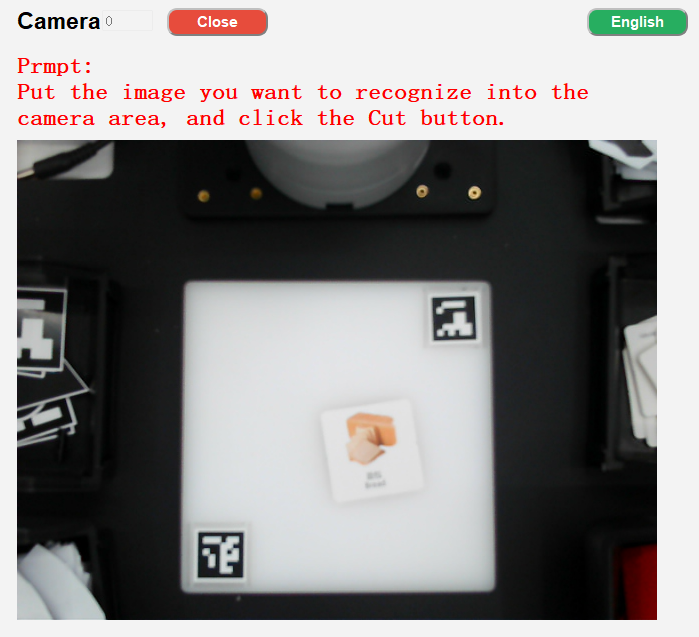 Camera 0 Close English
Prmpt:
Put the image you want to recognize into the
camera area, and click the Cut button.